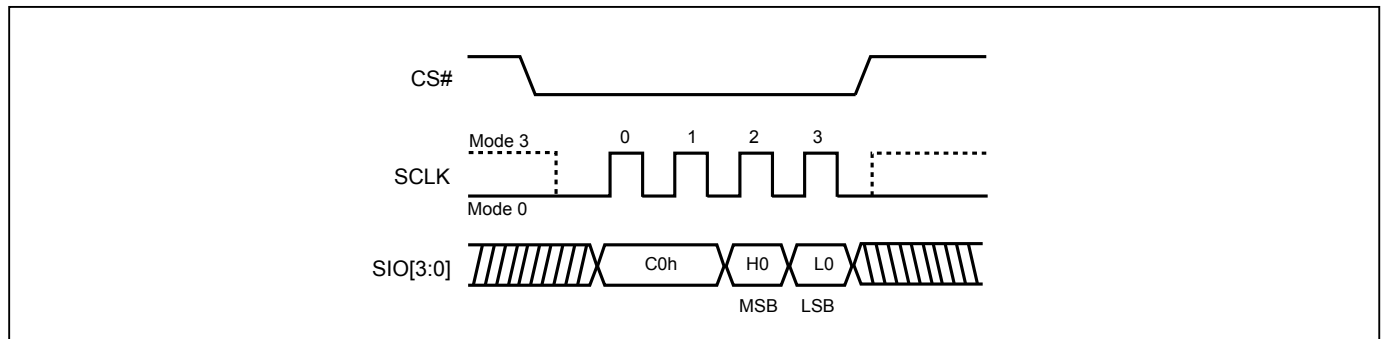 CS#
Mode 3 0 1 2 3
SCLK
Mode 0
SIO[3:0] C0h H0 L0
MSB LSB